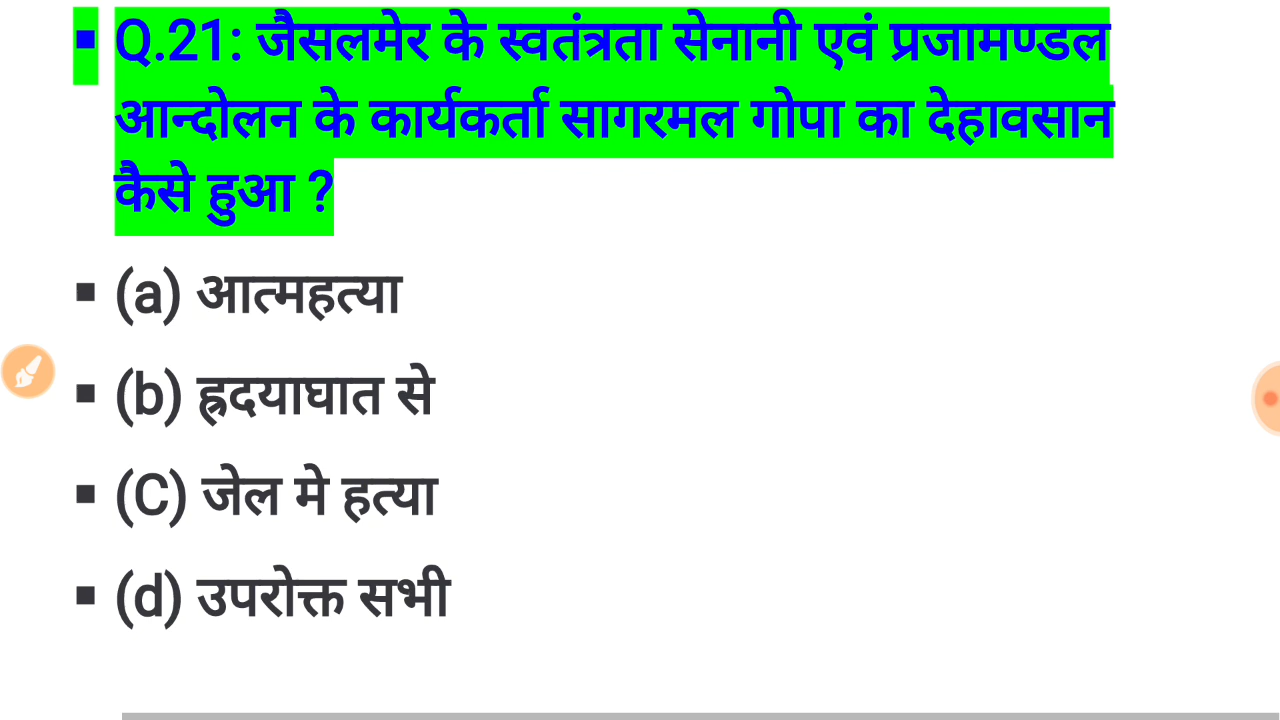 ▪ Q.21: जैसलमेर के स्वतंत्रता सेनानी एवं प्रजामण्डल
आन्दोलन के कार्यकर्ता सागरमल गोपा का देहावसान
कैसे हुआ ?
▪ (a) आत्महत्या
▪ (b) ह्रदयाघात से
▪ (C) जेल मे हत्या
▪ (d) उपरोक्त सभी